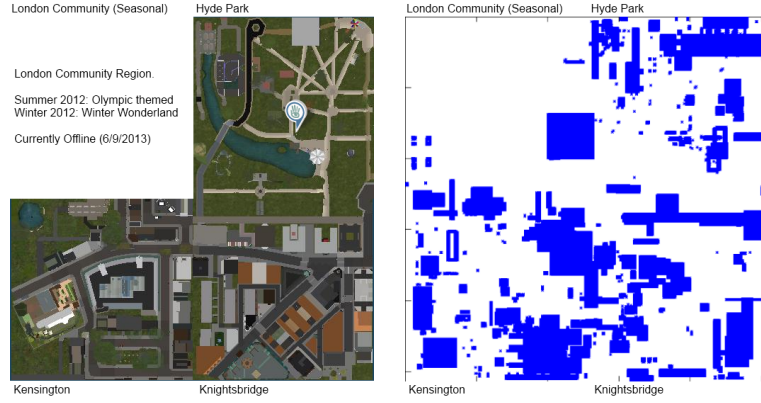 London Community (Seasonal)
Hyde Park
London Community (Seasonal)
Hyde Park
London Community Region.
Summer 2012: Olympic themed
Winter 2012: Winter Wonderland
Currently Offline (6/9/2013)
Kensington
Knightsbridge
Kensington
Knightsbridge